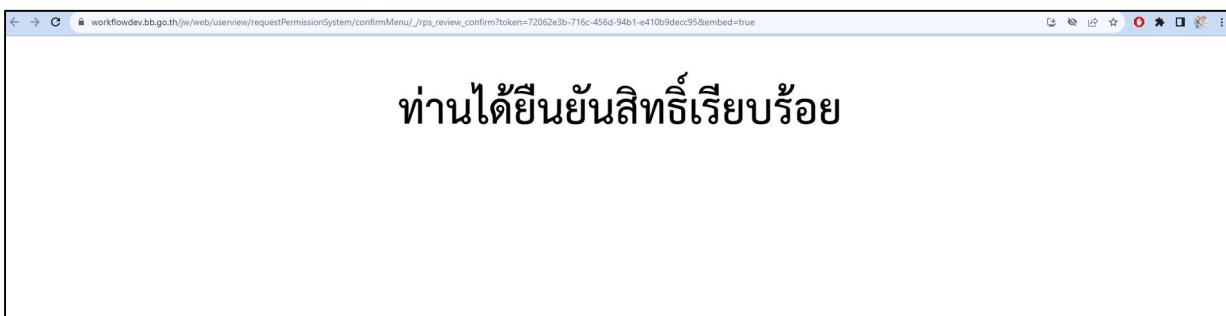 workflowdev.bb.go.th/jw/web/userview/requestPermissionSystem/confirmMenu/_/rps_review_confirm?token=72062e3b-716c-456d-94b1-e410b9decc95&embed=true
ท่านได้ยืนยันสิทธิ์เรียบร้อย